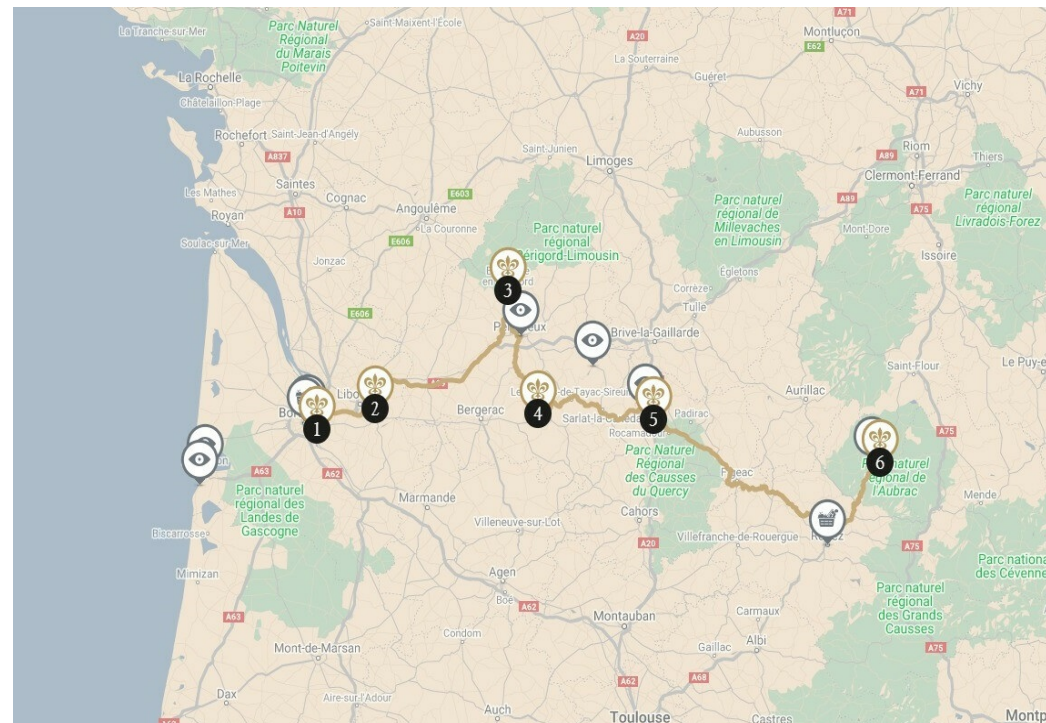 A71
Saint-Maixent-l'École
La Tranche-sur-Mer
Parc Naturel
Régional
du Marais
Poitevin
A20
Montluçon
E62
La Souterraine
La Rochelle
Guéret
Vichy
A71
Châtelaillon-Plage
Rochefort
Saint-Jean-d'Angély
Aubusson
A837
Saint-Junien
Limoges
A89
Riom
Thiers
Clermont-Ferrand
Les Mathes
Saintes
Cognac
E603
Parc naturel
régional de
Millevaches
en Limousin
A89
A75
Parc naturel
régional
Livradois-Forez
Royan
A10
Angoulême
La Couronne
Parc naturel
régional
Périgord-Limousin
Mont-Dore
Soulac-sur-Mer
E606
Jonzac
Issoire
Égletons
3
Corrèze
Tulle
E606
Brive-la-Gaillarde
Saint-Flour
Le Puy-e
Aurillac
1
2
Bergerac
4
Sarlat-la-
5
Padirac
Rocamadour
A75
6
A63
A62
Parc naturel
régional des
Landes de
Gascogne
Parc Naturel
Régional
des Causses
du Quercy
Figeac
régional de
l'Aubrac
Marmande
Mende
Villeneuve-sur-Lot
Cahors
Biscarrosse
A20
Villefranche-de-Rouergue
A75
Parc nationa
des Cévenne
Mimizan
Agen
Boé
Parc naturel
régional
des Grands
Causses
A62
A63
Montauban
Carmaux
Condom
Mont-de-Marsan
Gaillac
Albi
A75
A62
A68
Dax
Aire-sur-l'Adour
Auch
Toulouse
Castres
Montp